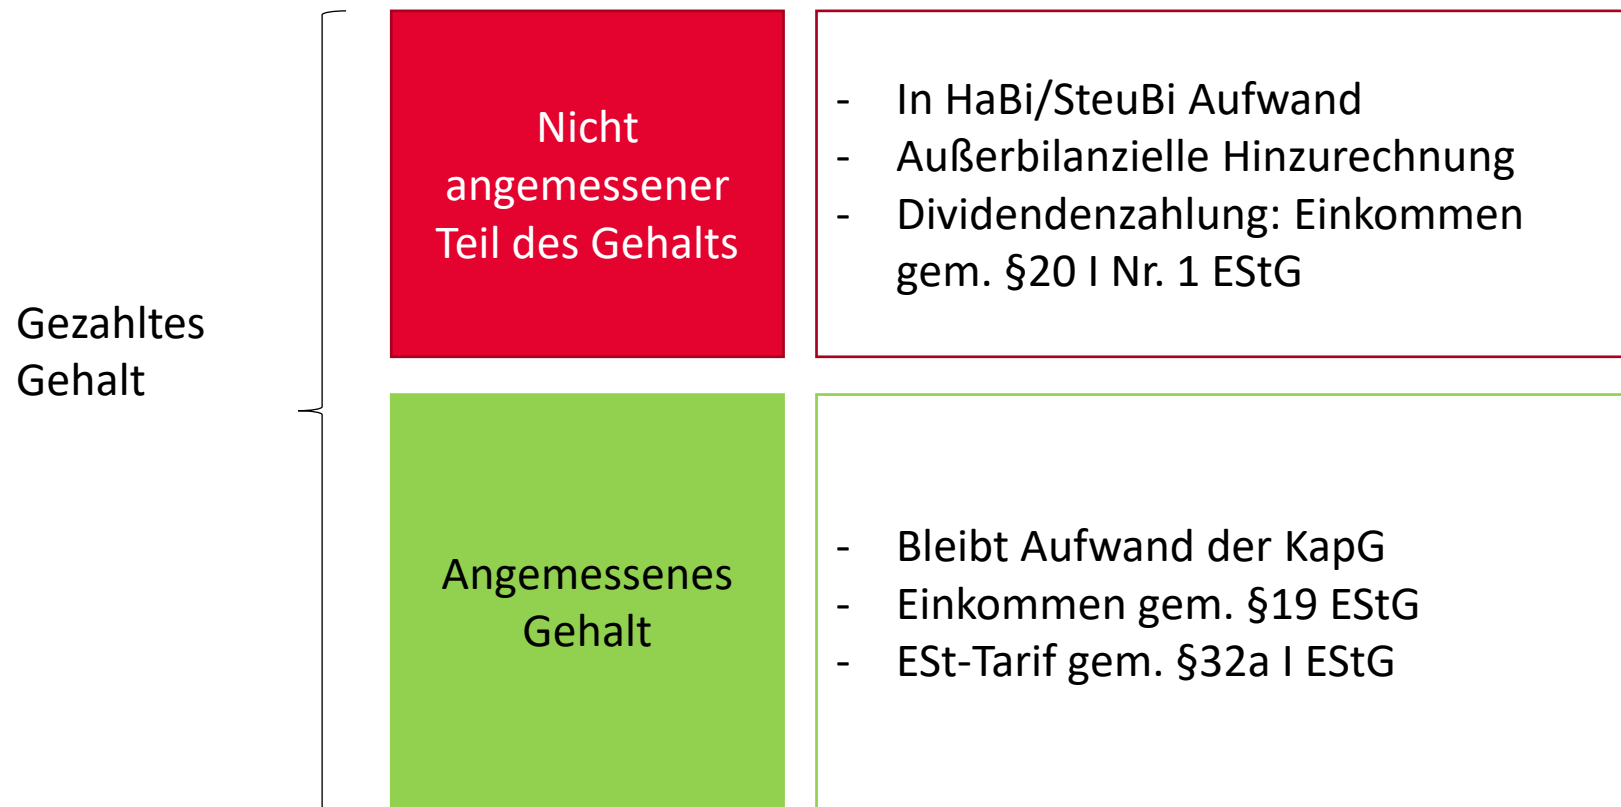 Gezahltes
Gehalt
Nicht
angemessener
Teil des Gehalts
- In HaBi/SteuBi Aufwand
- Außerbilanzielle Hinzurechnung
- Dividendenzahlung: Einkommen
gem. §20 I Nr. 1 EStG
Angemessenes
Gehalt
- Bleibt Aufwand der KapG
- Einkommen gem. §19 EStG
- ESt-Tarif gem. §32a I EStG